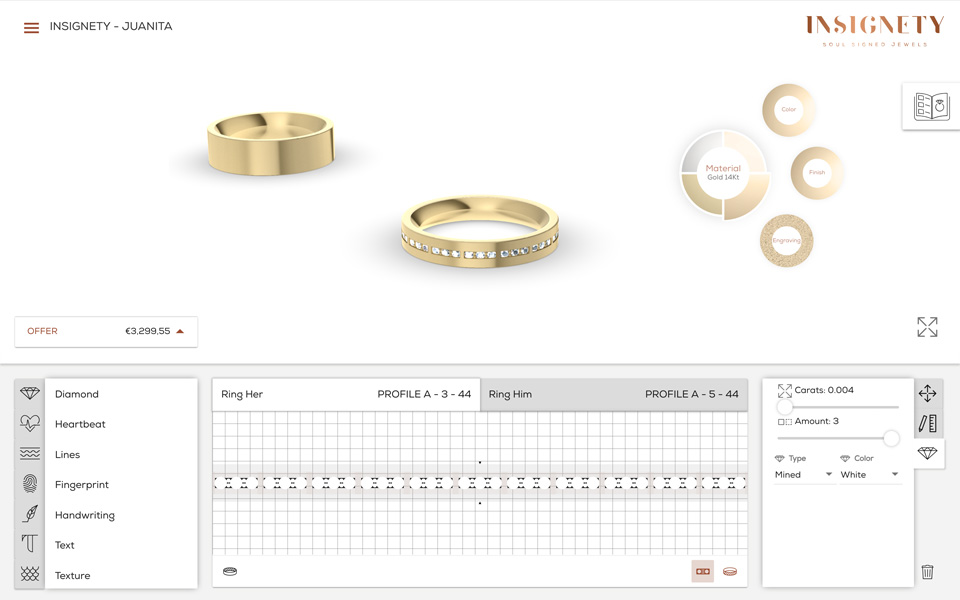 INSIGNETY - JUANITA
INSIGNETY
SOUL SIGNED JEWELS
Color
Material
Gold 14Kt
Finish
Engraving
OFFER €3,299,55
Diamond
Heartbeat
Lines
Fingerprint
Handwriting
Text
Texture
Ring Her PROFILE A - 3 - 44
Ring Him PROFILE A - 5 - 44
Carats: 0.004
Amount: 3
Type Color
Mined White